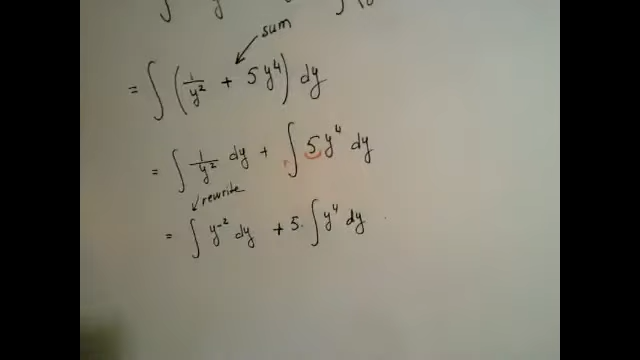 sum
= ∫ (1/y² + 5y⁴) dy
= ∫ 1/y² dy + ∫ 5y⁴ dy
rewrite
= ∫ y⁻² dy + 5·∫ y⁴ dy